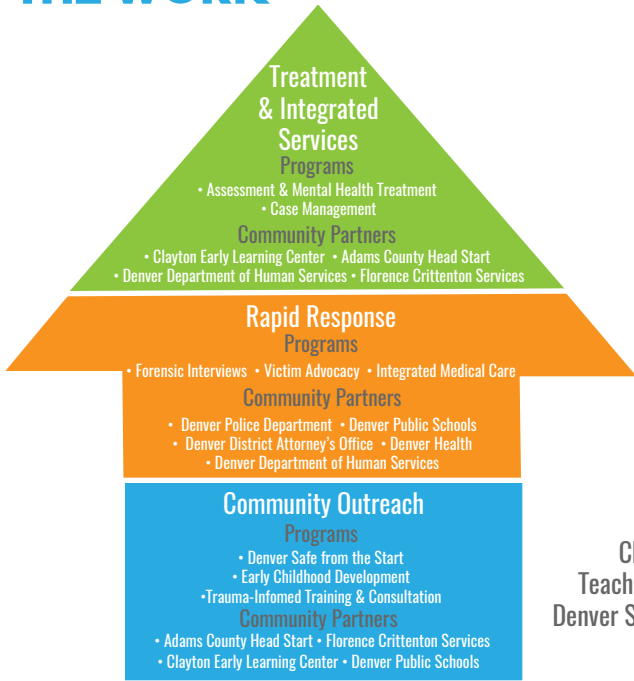 THE WORK
Treatment
& Integrated
Services
Programs
• Assessment & Mental Health Treatment
• Case Management
Community Partners
• Clayton Early Learning Center • Adams County Head Start
• Denver Department of Human Services • Florence Crittenton Services
Rapid Response
Programs
• Forensic Interviews • Victim Advocacy • Integrated Medical Care
Community Partners
• Denver Police Department • Denver Public Schools
• Denver District Attorney's Office • Denver Health
• Denver Department of Human Services
Community Outreach
Programs
• Denver Safe from the Start
• Early Childhood Development
•Trauma-Infomed Training & Consultation
Community Partners
• Adams County Head Start • Florence Crittenton Services
• Clayton Early Learning Center • Denver Public Schools
Teach
Denver S